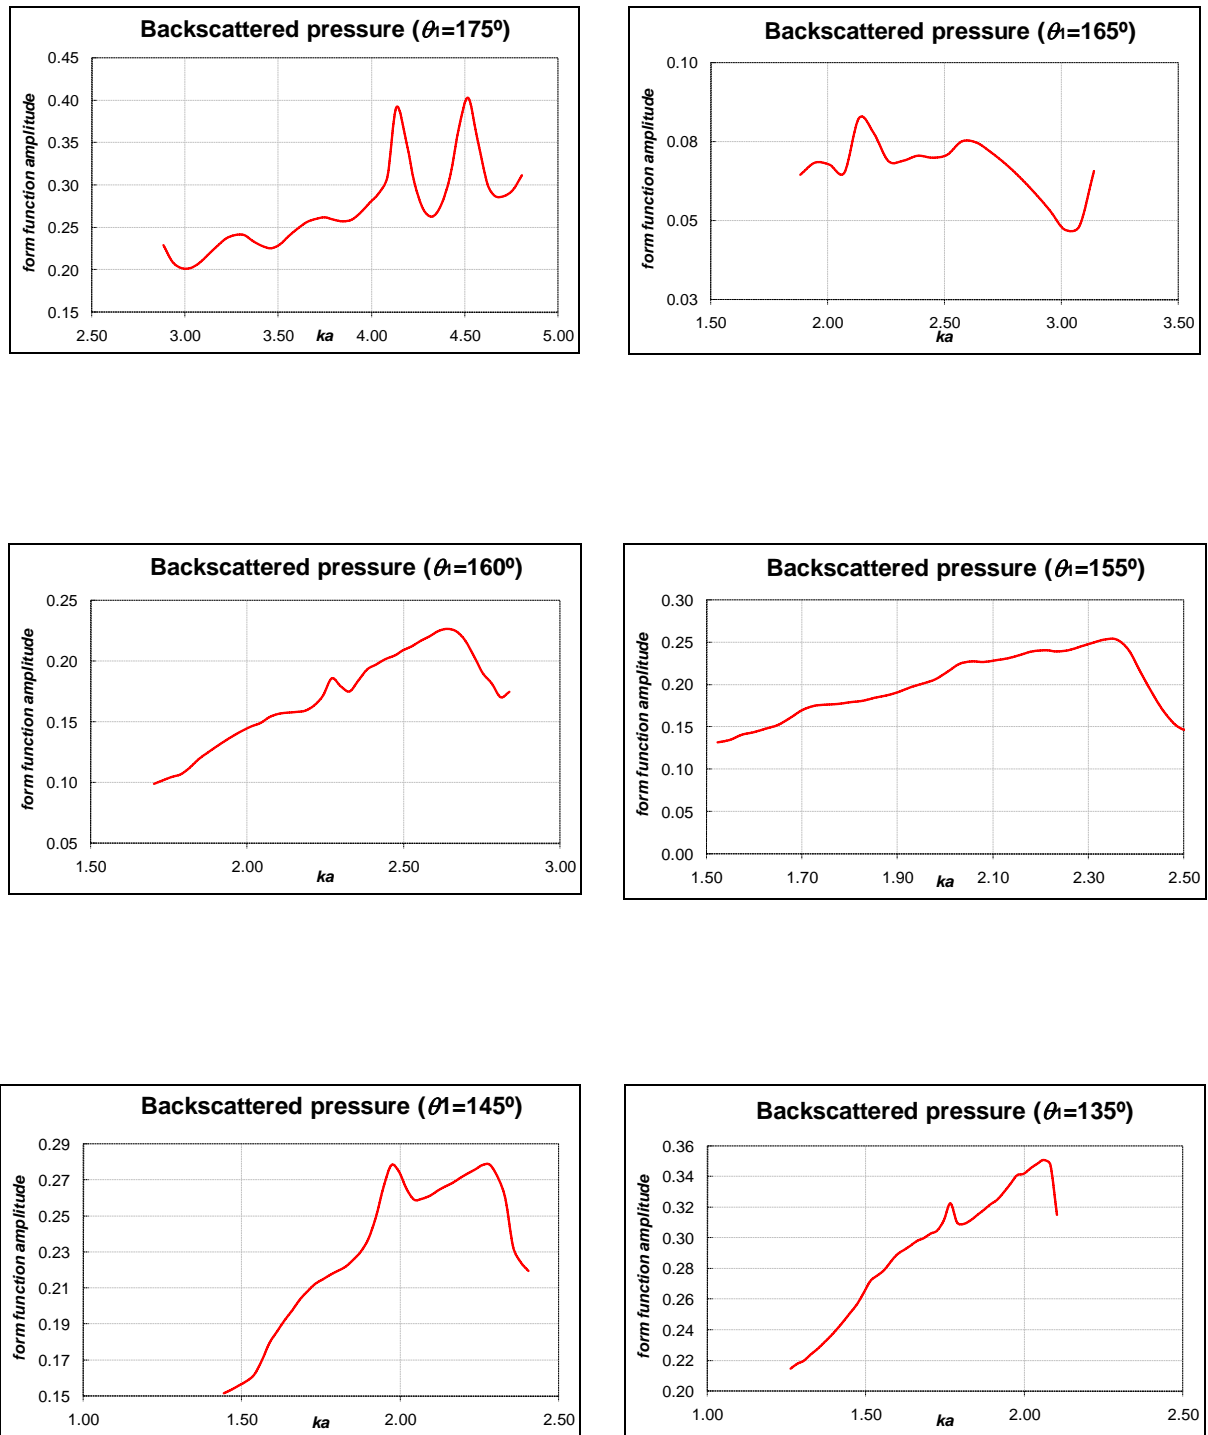 Backscattered pressure (θ1=175º)
form function amplitude
0.45
0.40
0.35
0.30
0.25
0.20
0.15
2.50 3.00 3.50 ka 4.00 4.50 5.00
Backscattered pressure (θ1=165º)
form function amplitude
0.10
0.08
0.05
0.03
1.50 2.00 2.50 3.00 3.50
ka
Backscattered pressure (θ1=160º)
form function amplitude
0.25
0.20
0.15
0.10
0.05
1.50 2.00 2.50 3.00
ka
Backscattered pressure (θ1=155º)
form function amplitude
0.30
0.25
0.20
0.15
0.10
0.05
0.00
1.50 1.70 1.90 ka 2.10 2.30 2.50
Backscattered pressure (θ1=145º)
form function amplitude
0.29
0.27
0.25
0.23
0.21
0.19
0.17
0.15
1.00 1.50 ka 2.00 2.50
Backscattered pressure (θ1=135º)
form function amplitude
0.36
0.34
0.32
0.30
0.28
0.26
0.24
0.22
0.20
1.00 1.50 ka 2.00 2.50